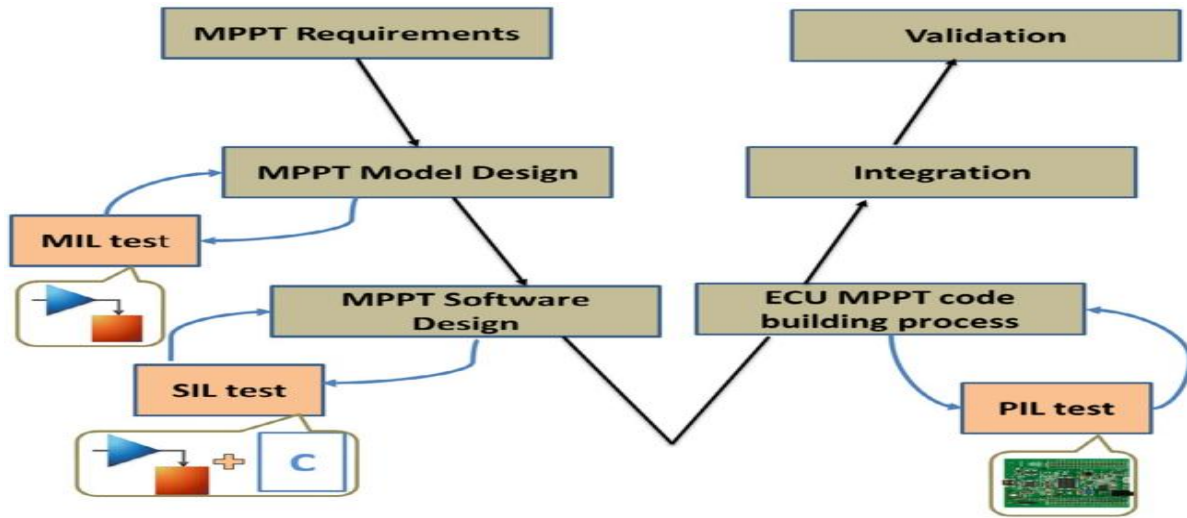 MPPT Requirements
Validation
MPPT Model Design
Integration
MIL test
MPPT Software
Design
ECU MPPT code
building process
SIL test
PIL test
C